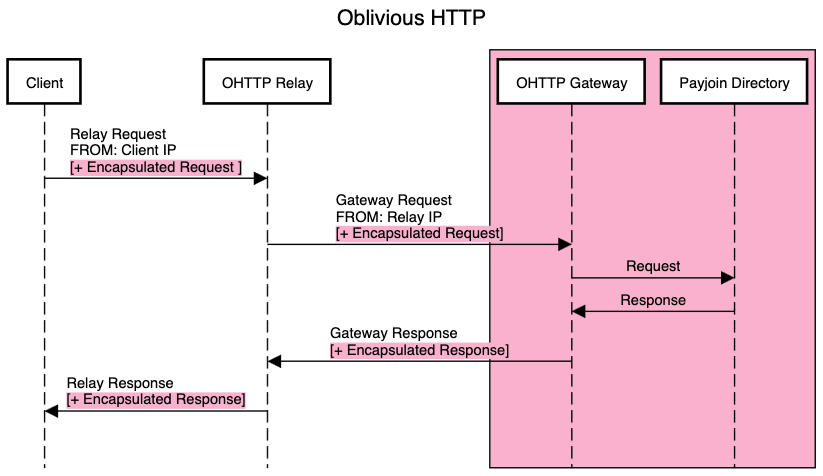 Oblivious HTTP
Client
OHTTP Relay
OHTTP Gateway
Payjoin Directory
Relay Request
FROM: Client IP
[+ Encapsulated Request ]
Gateway Request
FROM: Relay IP
[+ Encapsulated Request]
Request
Response
Gateway Response
[+ Encapsulated Response]
Relay Response
[+ Encapsulated Response]